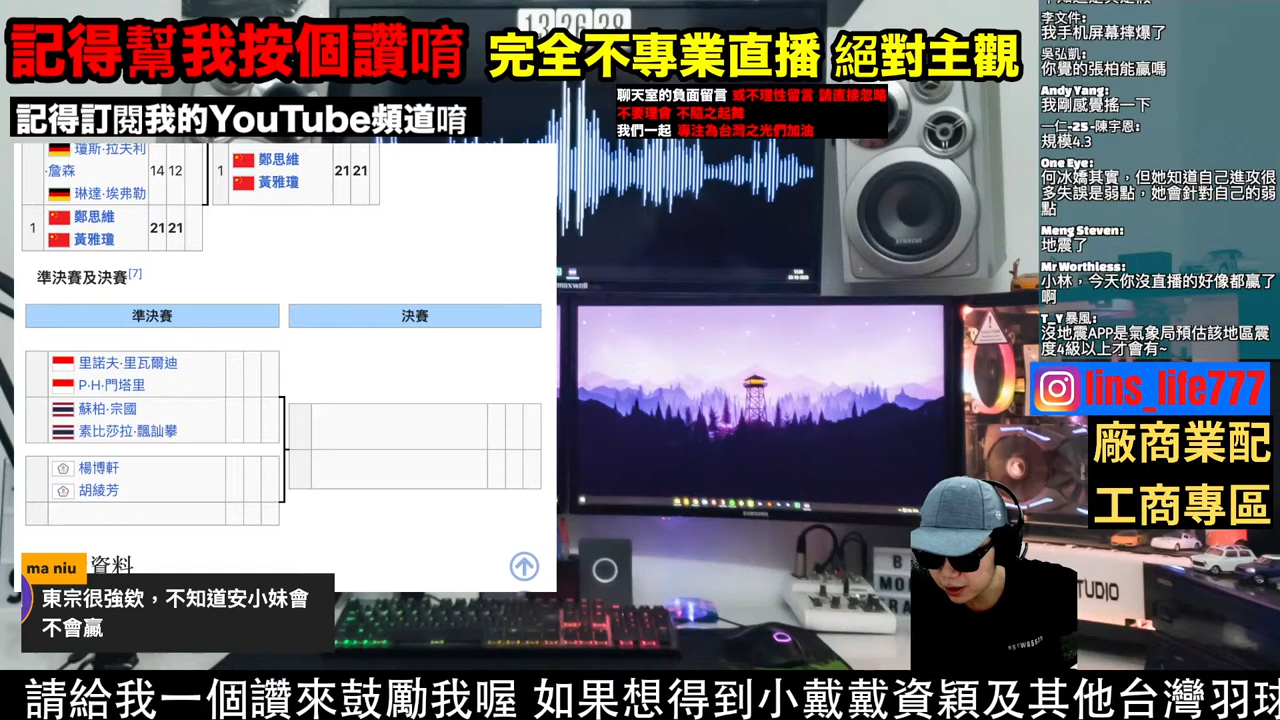 記得幫我按個讚唷
完全不專業直播 絕對主觀
記得訂閱我的YouTube頻道唷
聊天室的負面留言 或不理性留言 請直接忽略
不要理會 不隨之起舞
我們一起 專注為台灣之光們加油
瓊斯·拉夫利
·詹森
14 12
琳達·埃弗勒
1 鄭思維
黃雅瓊
21 21
1 鄭思維
黃雅瓊
21 21
準決賽及決賽[7]
準決賽
決賽
里諾夫·里瓦爾迪
P·H·門塔里
蘇柏·宗國
素比莎拉·飄訕攀
楊博軒
胡綾芳
資料
ma niu
東宗很強欸,不知道安小妹會
不會贏
李文件:
我手机屏幕摔爆了
吳弘凱:
你覺的張柏能贏嗎
Andy Yang:
我剛感覺搖一下
一仁-25-陳宇恩:
規模4.3
One Eye:
何冰嬌其實,但她知道自己進攻很
多失誤是弱點,她會針對自己的弱
點
Meng Steven:
地震了
Mr Worthless:
小林,今天你沒直播的好像都贏了
啊
T_Y 暴風:
沒地震APP是氣象局預估該地區震
度4級以上才會有~
lins_life777
廠商業配
工商專區
SAMSUNG
STUDIO
請給我一個讚來鼓勵我喔 如果想得到小戴戴資穎及其他台灣羽球